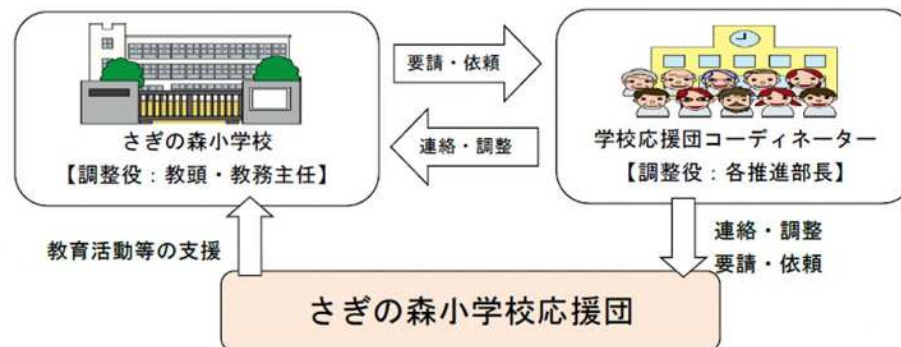 要請・依頼
さぎの森小学校
【調整役：教頭・教務主任】
連絡・調整
学校応援団コーディネーター
【調整役：各推進部長】
教育活動等の支援
連絡・調整
要請・依頼
さぎの森小学校応援団